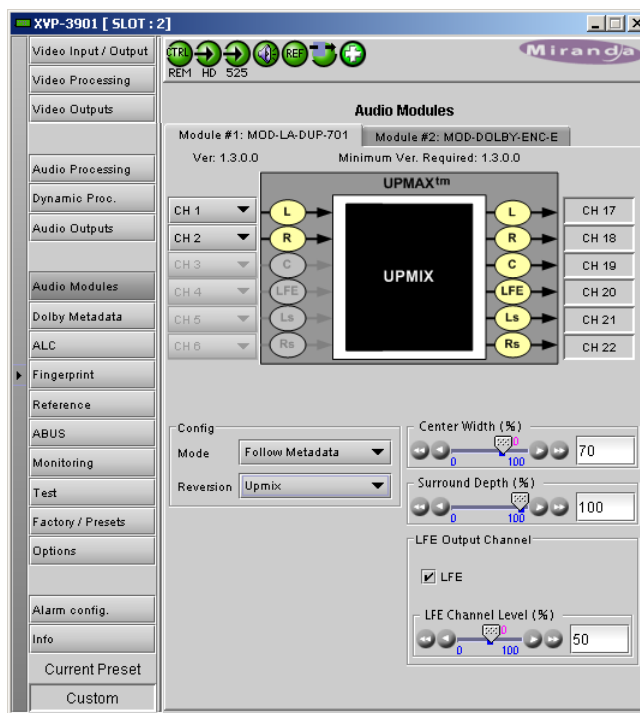 XVP-3901 [ SLOT : 2]
Video Input / Output
Video Processing
Video Outputs
Audio Processing
Dynamic Proc.
Audio Outputs
Audio Modules
Dolby Metadata
ALC
Fingerprint
Reference
ABUS
Monitoring
Test
Factory / Presets
Options
Alarm config.
Info
Current Preset
Custom
CTRL REF
REM HD 525
Miranda
Audio Modules
Module #1: MOD-LA-DUP-701 Module #2: MOD-DOLBY-ENC-E
Ver: 1.3.0.0 Minimum Ver. Required: 1.3.0.0
UPMAXtm
CH 1 L L CH 17
CH 2 R R CH 18
CH 3 C C CH 19
UPMIX
CH 4 LFE LFE CH 20
CH 5 Ls Ls CH 21
CH 6 Rs Rs CH 22
Config
Mode Follow Metadata
Reversion Upmix
Center Width (%)
0 100 70
Surround Depth (%)
0 100 100
LFE Output Channel
LFE
LFE Channel Level (%)
0 100 50